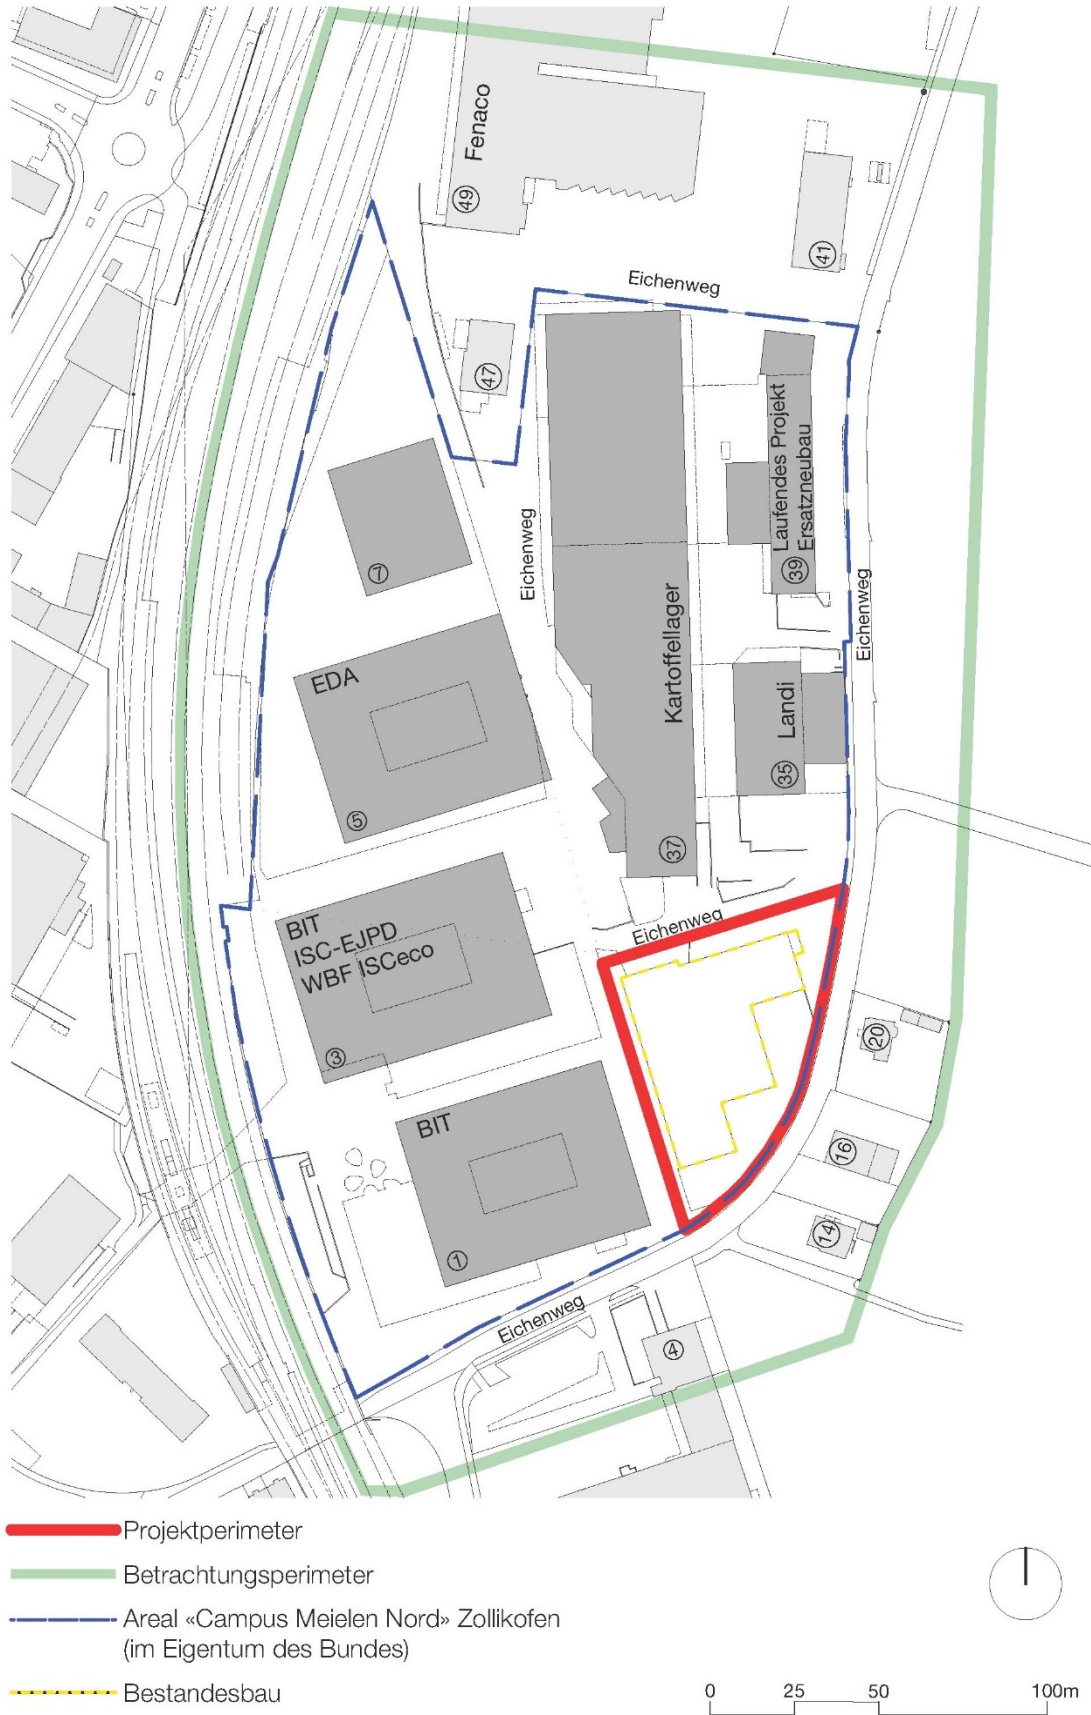 Fenaco
49
41
Eichenweg
47
Laufendes Projekt
Ersatzneubau
39
7
Eichenweg
Eichenweg
Kartoffellager
EDA
Landi
35
5
37
BIT
ISC-EJPD
WBF ISCeco
Eichenweg
3
20
BIT
16
14
1
Eichenweg
4
Projektperimeter
Betrachtungsperimeter
Areal «Campus Meielen Nord» Zollikofen
(im Eigentum des Bundes)
Bestandesbau
0 25 50 100m